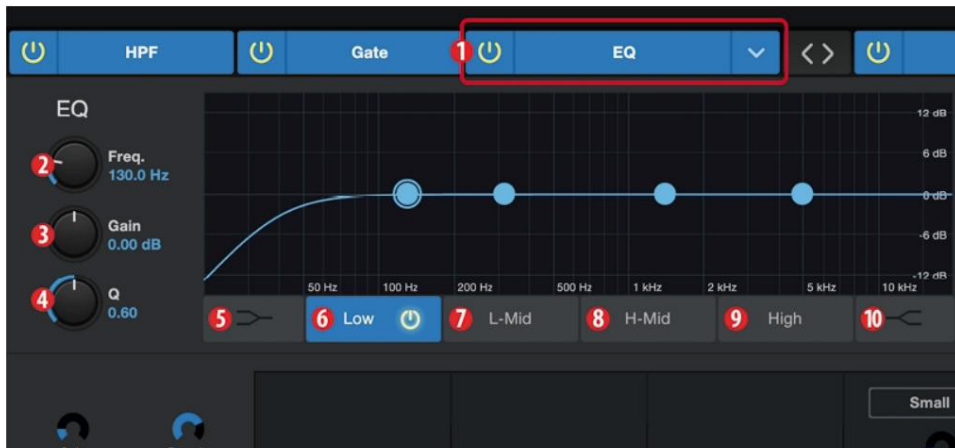 HPF
Gate
1
EQ
EQ
12 dB
6 dB
0 dB
-6 dB
-12 dB
2
Freq.
130.0 Hz
3
Gain
0.00 dB
4
Q
0.60
50 Hz 100 Hz 200 Hz 500 Hz 1 kHz 2 kHz 5 kHz 10 kHz
5
6 Low
7 L-Mid
8 H-Mid
9 High
10
Small